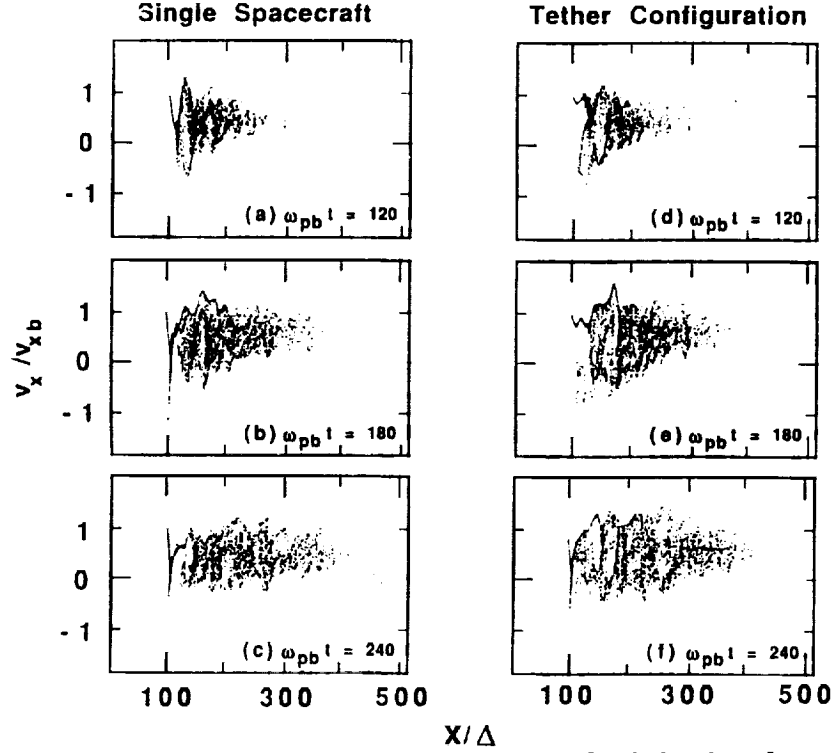 Single Spacecraft
Tether Configuration
1
0
- 1
(a) ω_pb t = 120
(d) ω_pb t = 120
1
0
- 1
(b) ω_pb t = 180
(e) ω_pb t = 180
1
0
- 1
(c) ω_pb t = 240
(f) ω_pb t = 240
v_x /v_xb
100 300 500
100 300 500
X/Δ